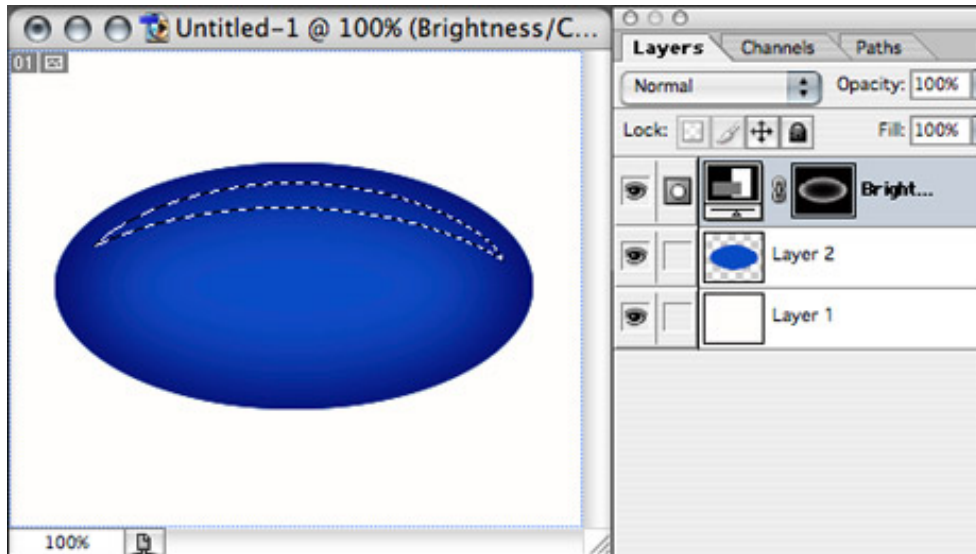 Untitled-1 @ 100% (Brightness/C...
01
100%
Layers Channels Paths
Normal Opacity: 100%
Lock: Fill: 100%
Bright...
Layer 2
Layer 1